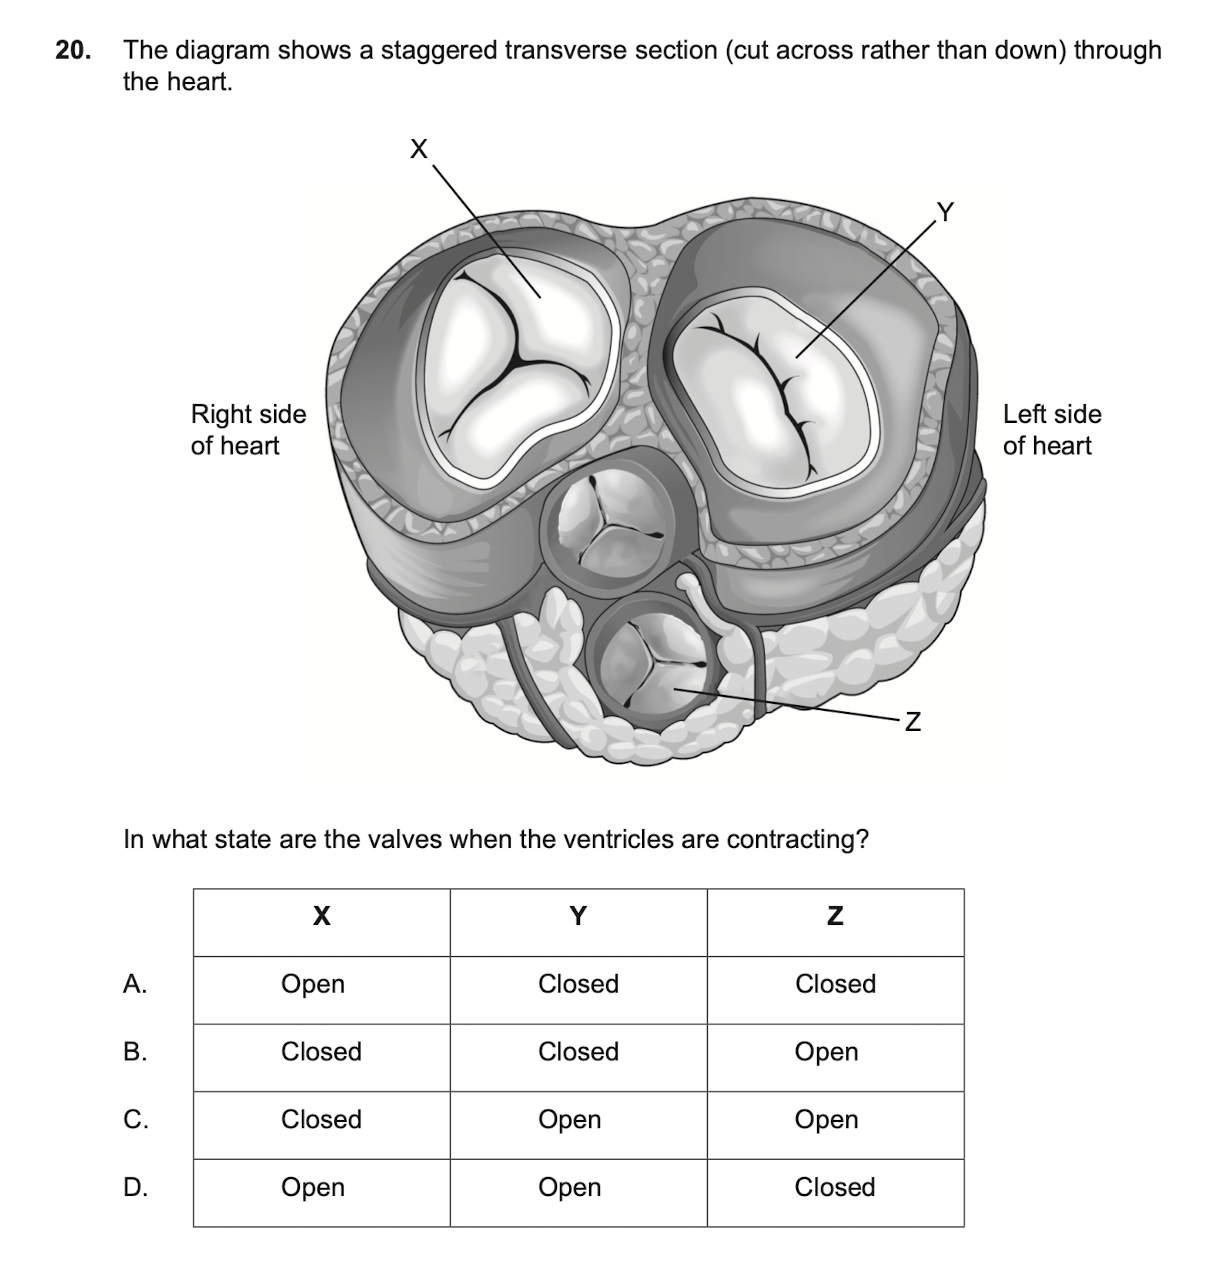 20. The diagram shows a staggered transverse section (cut across rather than down) through
the heart.
X
Y
Right side
of heart
Left side
of heart
Z
In what state are the valves when the ventricles are contracting?
X Y Z
A. Open Closed Closed
B. Closed Closed Open
C. Closed Open Open
D. Open Open Closed